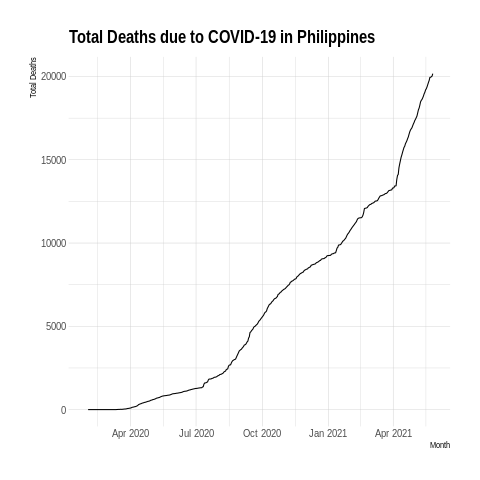 Total Deaths due to COVID-19 in Philippines
Total Deaths
20000
15000
10000
5000
0
Apr 2020 Jul 2020 Oct 2020 Jan 2021 Apr 2021
Month